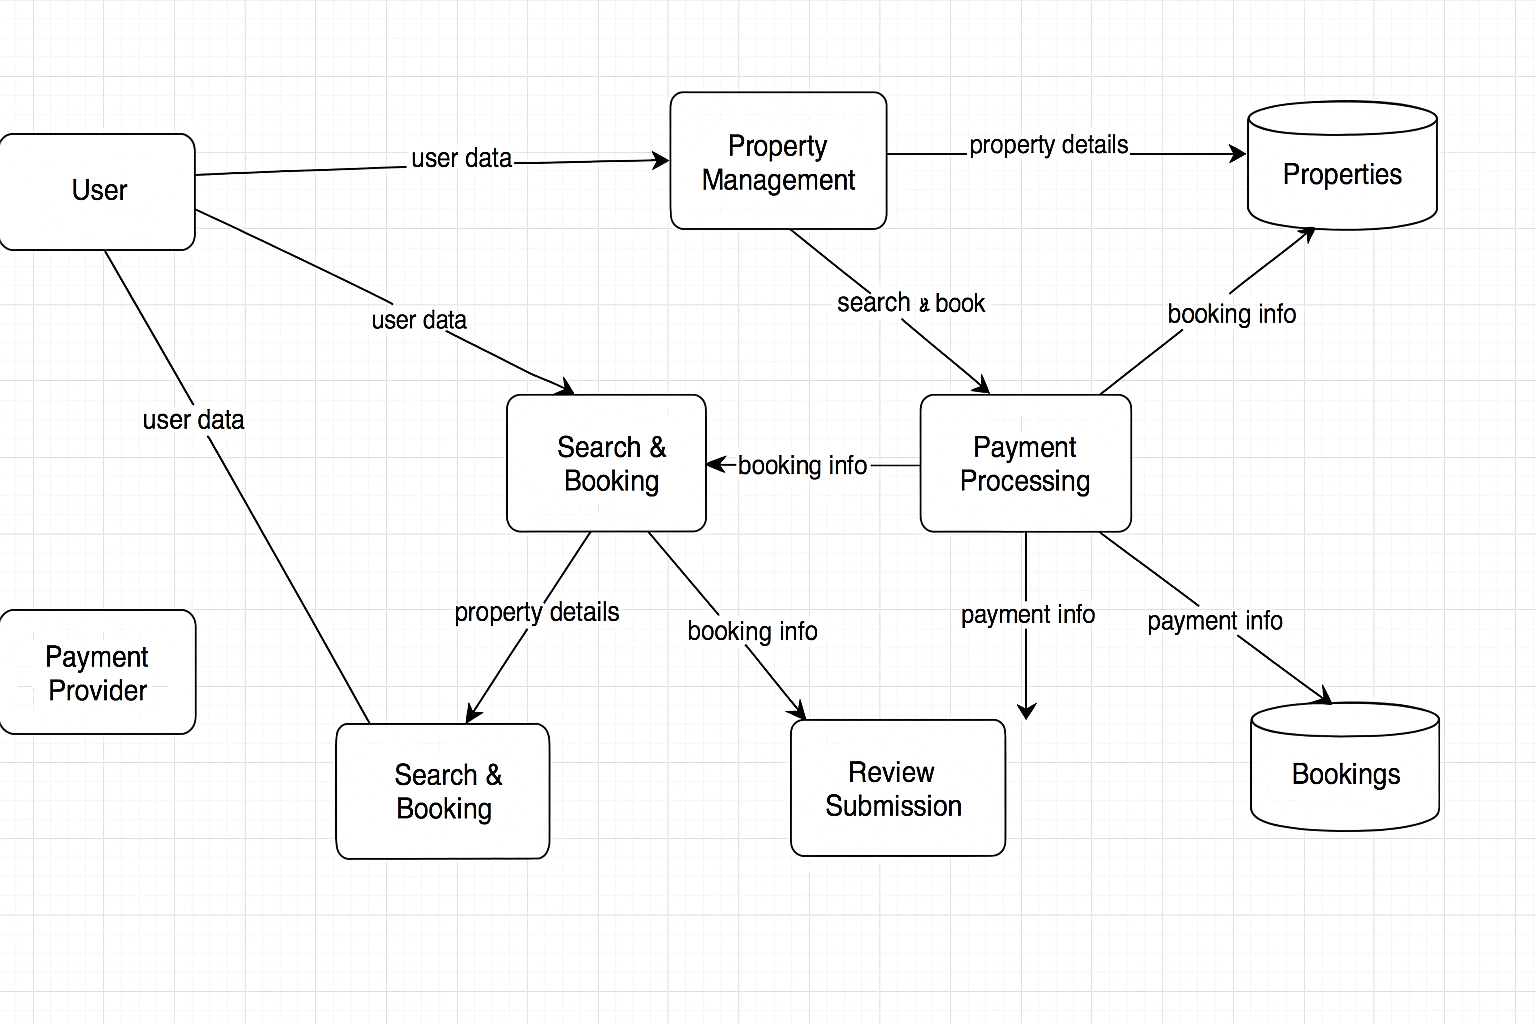 User
user data
Property
Management
property details
Properties
user data
search & book
booking info
user data
Search &
Booking
booking info
Payment
Processing
property details
booking info
payment info
payment info
Payment
Provider
Search &
Booking
Review
Submission
Bookings